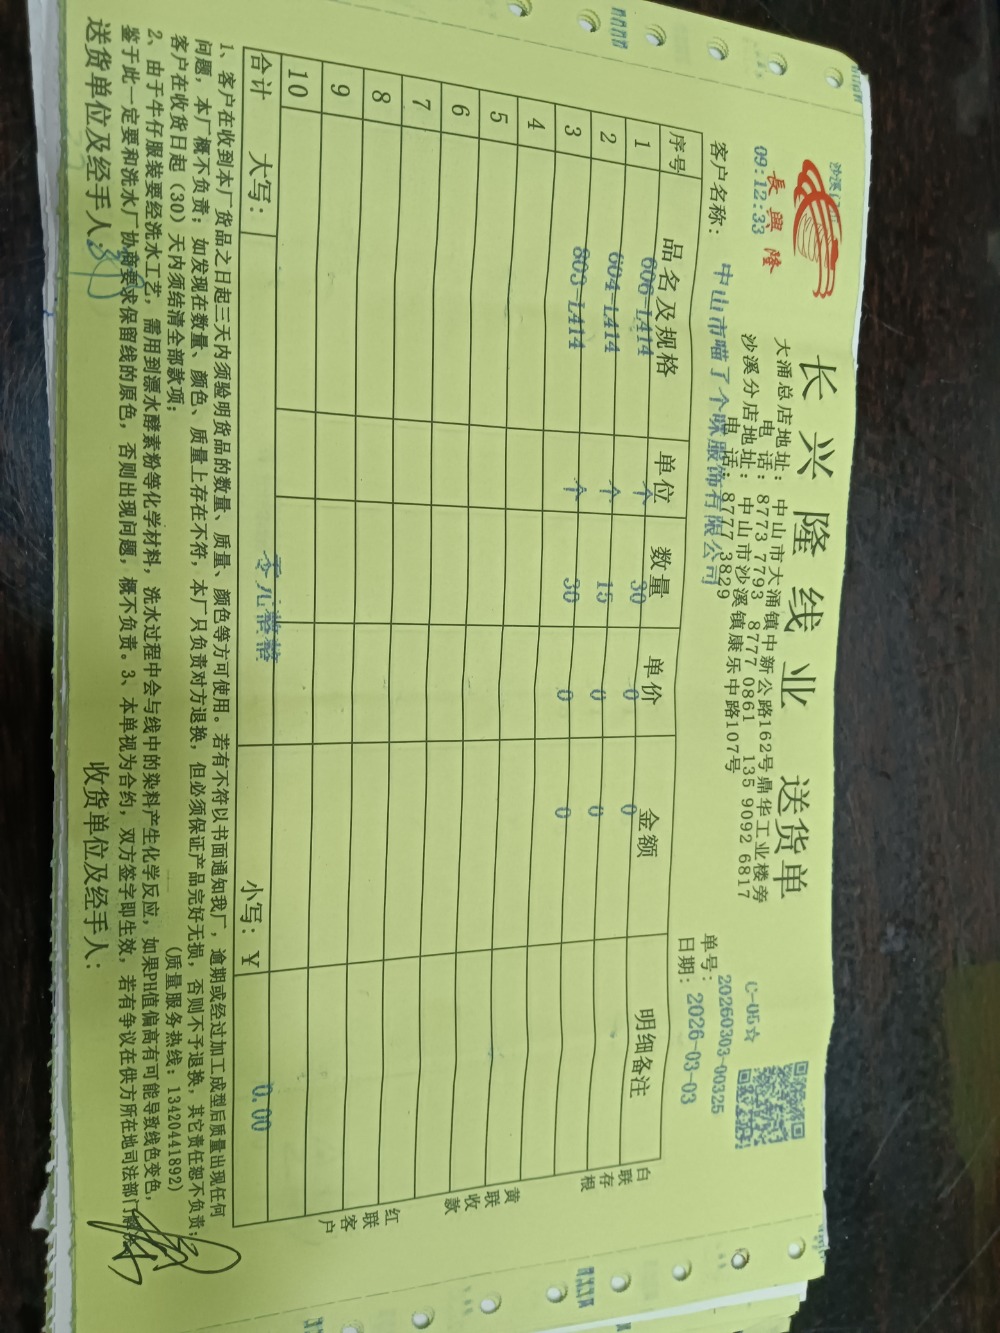 長興隆
沙溪
09:12:33
长兴隆线业 送货单
大涌总店地址: 中山市大涌镇中新公路162号鼎华工业楼旁
电话: 8773 7793 8777 0861 135 9092 6817
沙溪分店地址: 中山市沙溪镇康乐中路107号
电话: 8777 3829
C-05☆
单号: 20260303-00325
日期: 2026-03-03
客户名称: 中山市喵了个咪服饰有限公司
序号 品名及规格 单位 数量 单价 金额 明细备注
1 606-L414 个 30 0 0
2 604-L414 个 15 0 0
3 803-L414 个 30 0 0
4
5
6
7
8
9
10
合计 大写: 零元整整 小写: ¥ 0.00
白联存根
黄联收款
红联客户
1、客户在收到本厂货品之日起三天内须验明货品的数量、质量、颜色等方可使用。若有不符以书面通知我厂，逾期或经过加工成型后质量出现任何
问题，本厂概不负责；如发现在数量、颜色、质量上存在不符，本厂只负责对方退换，但必须保证产品完好无损，否则不予退换，其它责任恕不负责；
客户在收货日起（30）天内须结清全部款项； (质量服务热线: 13420441892)
2、由于牛仔服装要经洗水工艺，需用到漂水酵素粉等化学材料，洗水过程中会与线中的染料产生化学反应，如果PH值偏高有可能导致线色变色，
鉴于此一定要和洗水厂协商要求保留线的原色，否则出现问题，概不负责。3、本单视为合约，双方签字即生效，若有争议在供方所在地司法部门
送货单位及经手人: 收货单位及经手人: